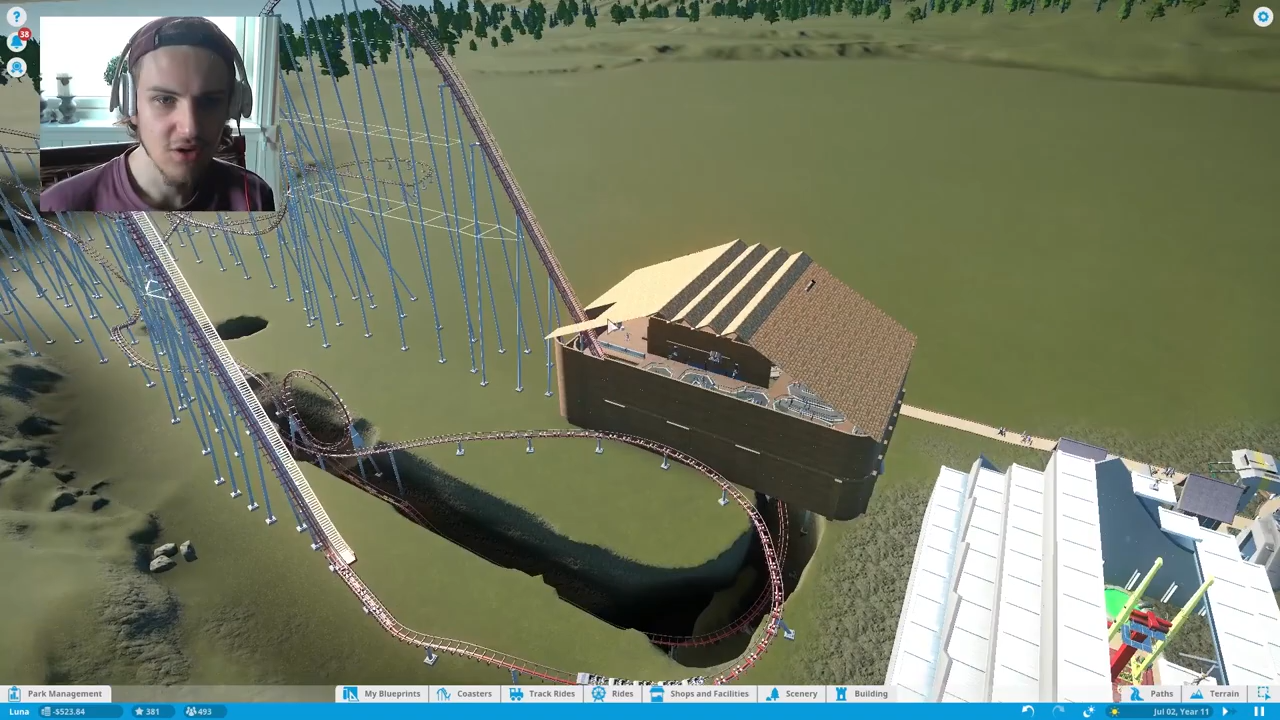 ?
38
Park Management
My Blueprints
Coasters
Track Rides
Rides
Shops and Facilities
Scenery
Building
Paths
Terrain
Luna
-$523.84
381
493
Jul 02, Year 11